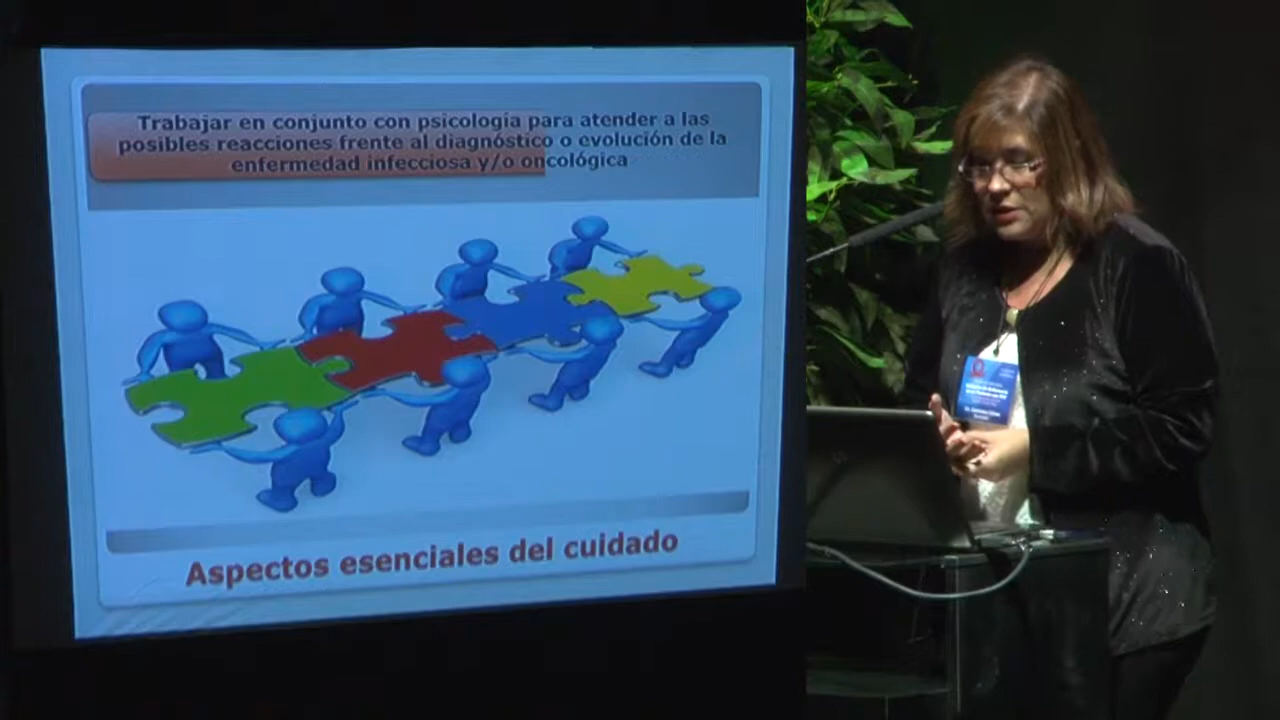 Trabajar en conjunto con psicología para atender a las
posibles reacciones frente al diagnóstico o evolución de la
enfermedad infecciosa y/o oncológica
Aspectos esenciales del cuidado